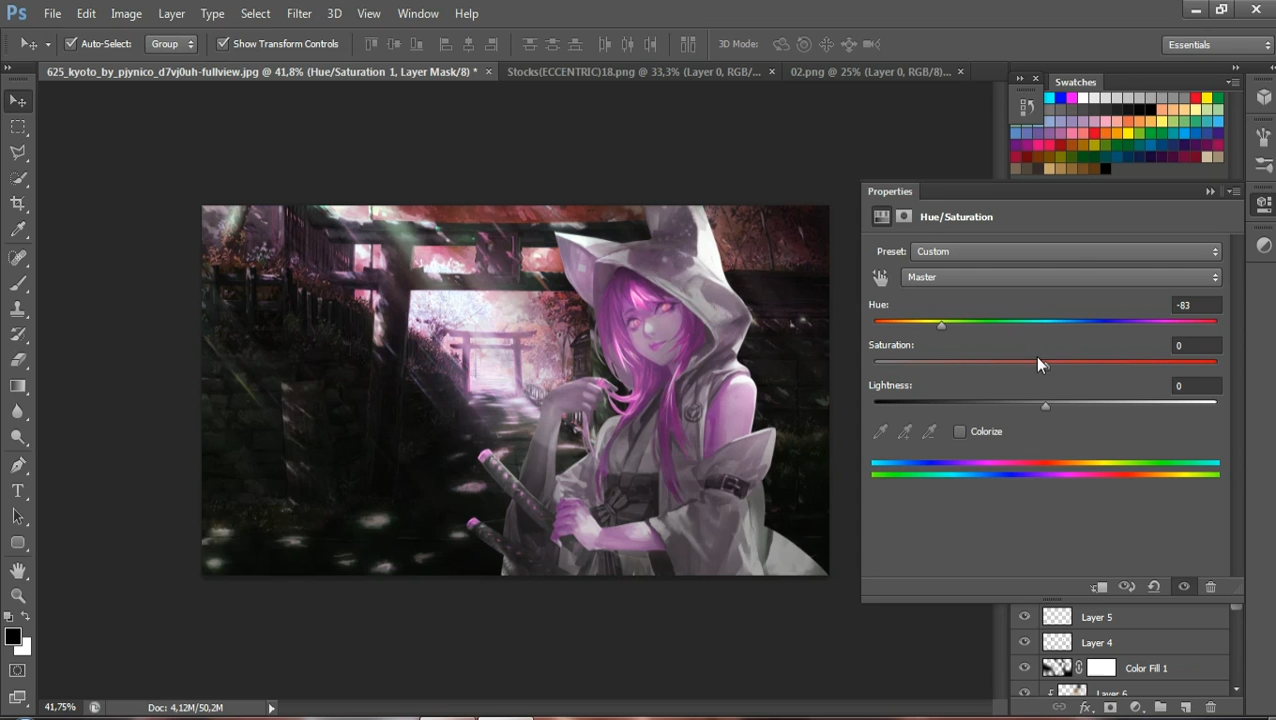 Ps File Edit Image Layer Type Select Filter 3D View Window Help
Auto-Select: Group Show Transform Controls 3D Mode: Essentials
625_kyoto_by_pjynico_d7vj0uh-fullview.jpg @ 41,8% (Hue/Saturation 1, Layer Mask/8) * Stocks(ECCENTRIC)18.png @ 33,3% (Layer 0, RGB/... 02.png @ 25% (Layer 0, RGB/8)...
Swatches
Properties
Hue/Saturation
Preset: Custom
Master
Hue: -83
Saturation: 0
Lightness: 0
Colorize
Layer 5
Layer 4
Color Fill 1
Layer 6
41,75% Doc: 4,12M/50,2M